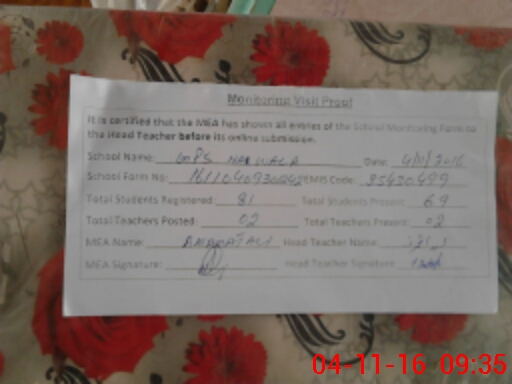 Monitoring Visit Proof
It is certified that the MEA has shown all entries of the School Monitoring Form to
the Head Teacher before its online submission.
School Name: GGPS Date: 4/11/2016
School Form No: EMIS Code: 35430499
Total Students Registered: 81 Total Students Present: 69
Total Teachers Posted: 02 Total Teachers Present: 02
MEA Name: Head Teacher Name:
MEA Signature: Head Teacher Signature:
04-11-16 09:35